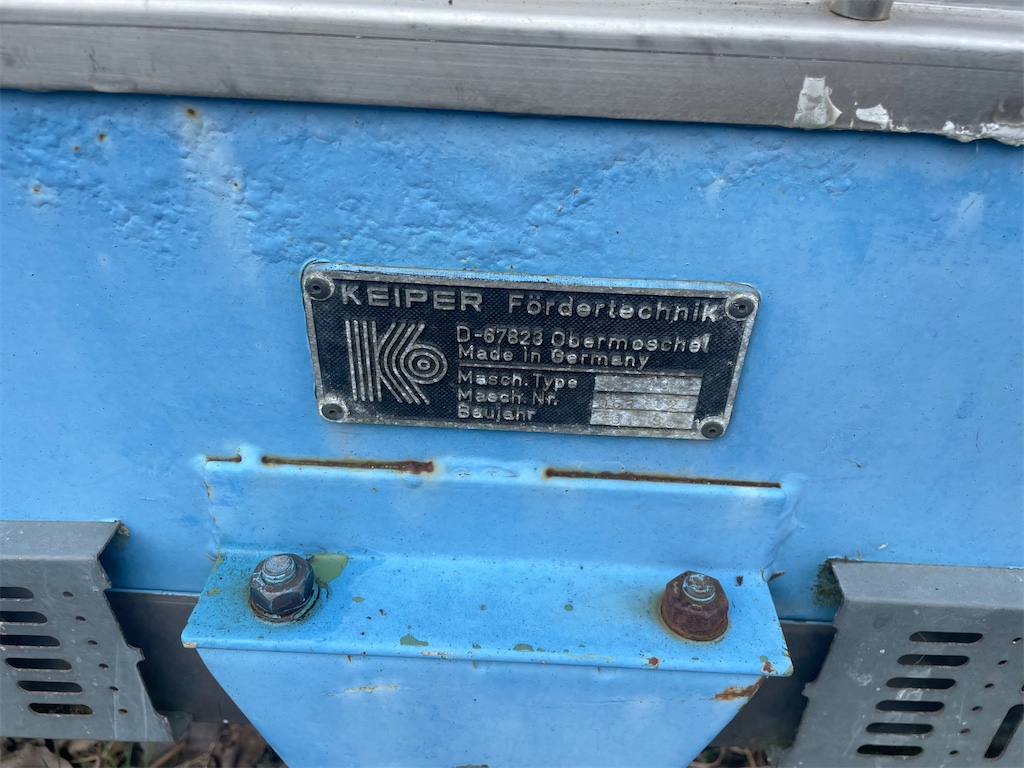 KEIPER Fördertechnik
D-67823 Obermoschel
Made in Germany
Masch. Type
Masch. Nr.
Baujahr